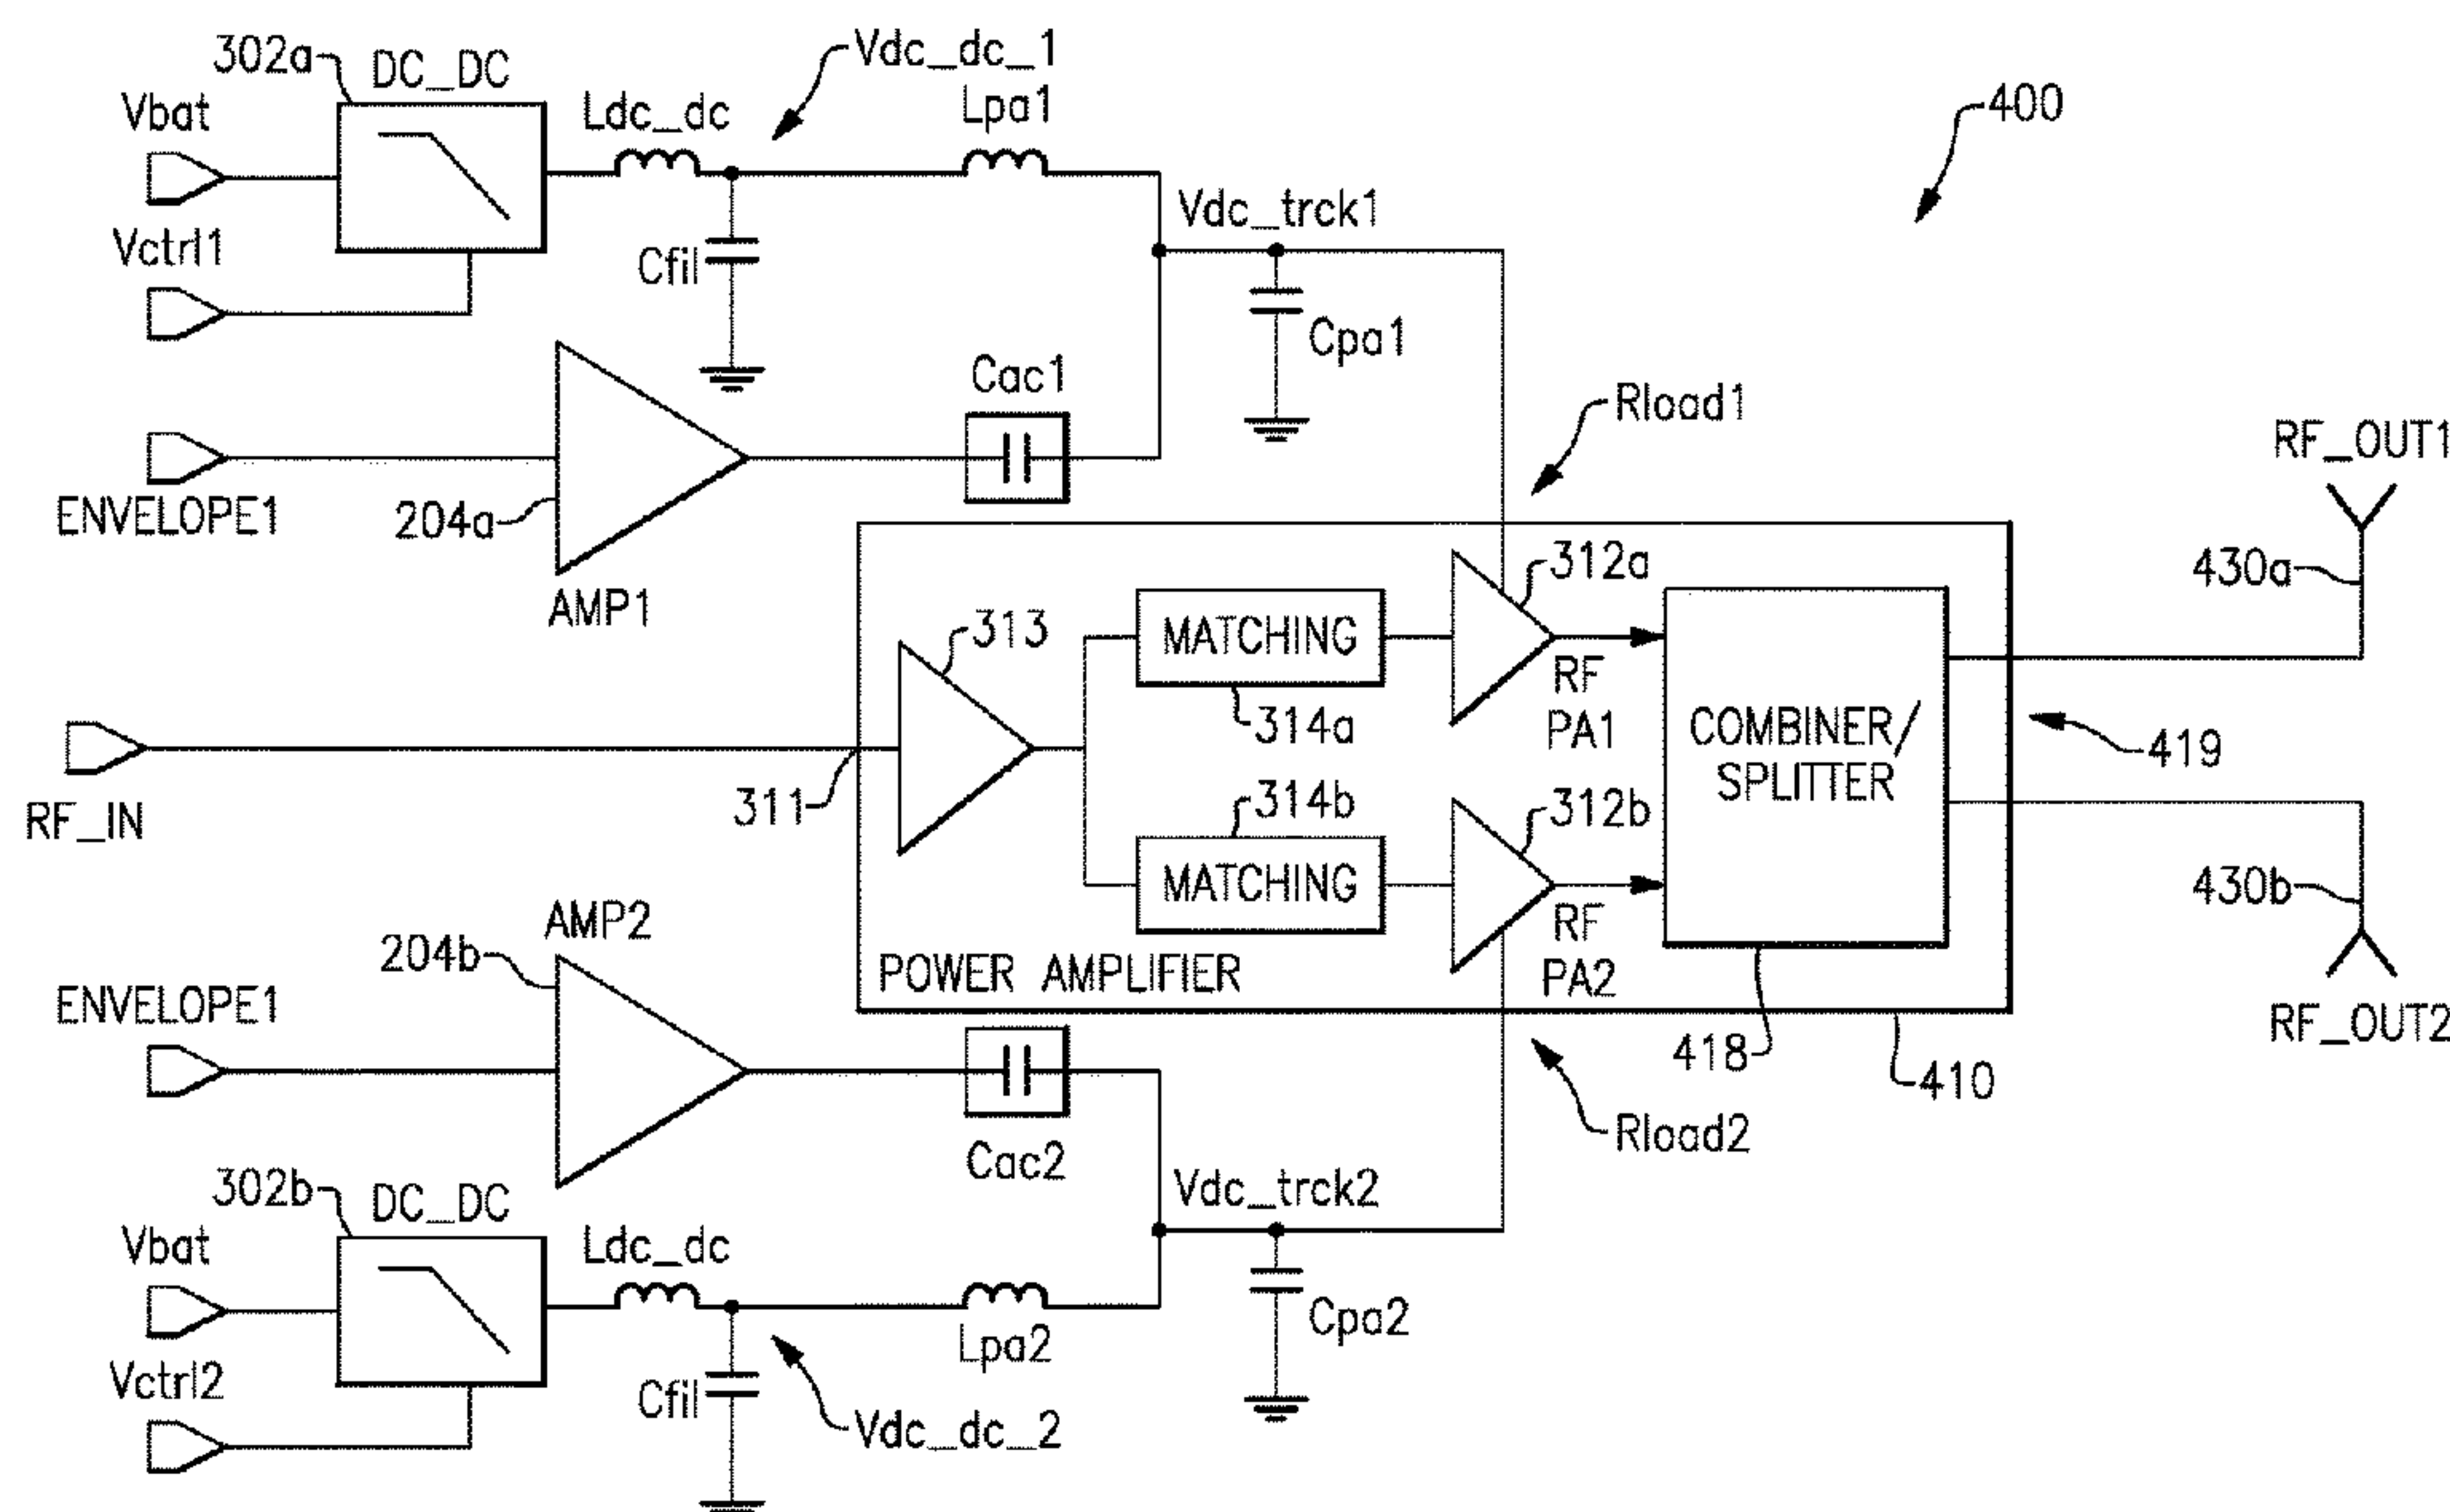 302a
DC_DC
Vdc_dc_1
Vbat
Ldc_dc
Lpa1
400
Vctrl1
Cfil
Vdc_trck1
Cpa1
Cac1
Rload1
ENVELOPE1
204a
AMP1
RF_OUT1
430a
312a
313
MATCHING
314a
RF
PA1
COMBINER/
SPLITTER
419
RF_IN
311
314b
MATCHING
312b
RF
PA2
POWER AMPLIFIER
430b
RF_OUT2
418
410
AMP2
204b
ENVELOPE1
Cac2
Rload2
302b
DC_DC
Vdc_trck2
Vbat
Ldc_dc
Lpa2
Cpa2
Vctrl2
Cfil
Vdc_dc_2